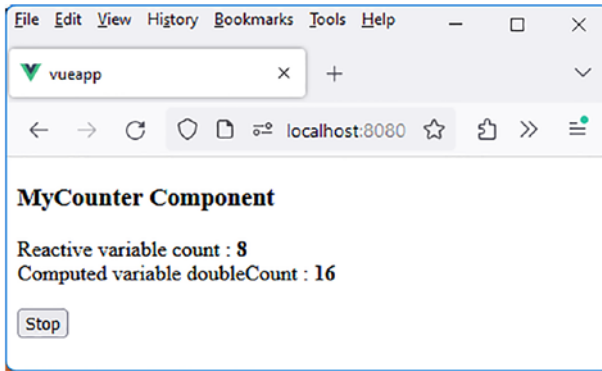 File Edit View History Bookmarks Tools Help
vueapp
localhost:8080
MyCounter Component
Reactive variable count : 8
Computed variable doubleCount : 16
Stop